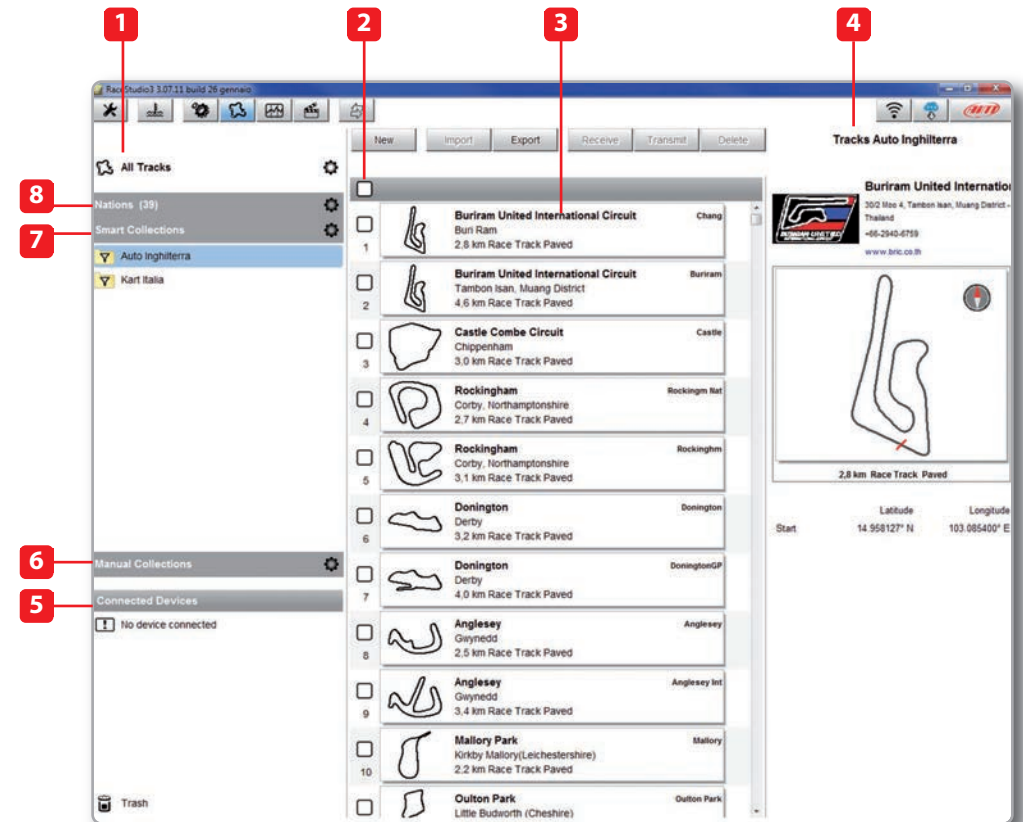 1
2
3
4
RaceStudio3 3.07.11 build 26 gennaio
AIM
New Import Export Receive Transmit Delete
Tracks Auto Inghilterra
All Tracks
8
Nations (39)
7
Smart Collections
Auto Inghilterra
Kart Italia
6
Manual Collections
5
Connected Devices
No device connected
Trash
Buriram United International Circuit Chang
Buri Ram
2,8 km Race Track Paved
1
Buriram United International Circuit Buriram
Tambon Isan, Muang District
4,6 km Race Track Paved
2
Castle Combe Circuit Castle
Chippenham
3,0 km Race Track Paved
3
Rockingham Rockingm Nat
Corby, Northamptonshire
2,7 km Race Track Paved
4
Rockingham Rockinghm
Corby, Northamptonshire
3,1 km Race Track Paved
5
Donington Donington
Derby
3,2 km Race Track Paved
6
Donington DoningtonGP
Derby
4,0 km Race Track Paved
7
Anglesey Anglesey
Gwynedd
2,5 km Race Track Paved
8
Anglesey Anglesey Int
Gwynedd
3,4 km Race Track Paved
9
Mallory Park Mallory
Kirkby Mallory(Leichestershire)
2,2 km Race Track Paved
10
Oulton Park Oulton Park
Little Budworth (Cheshire)
Buriram United Internation
30/2 Moo 4, Tambon Isan, Muang District -
Thailand
+66-2940-6759
www.bric.co.th
BURIRAM UNITED
2,8 km Race Track Paved
Latitude Longitude
Start 14.958127° N 103.085400° E